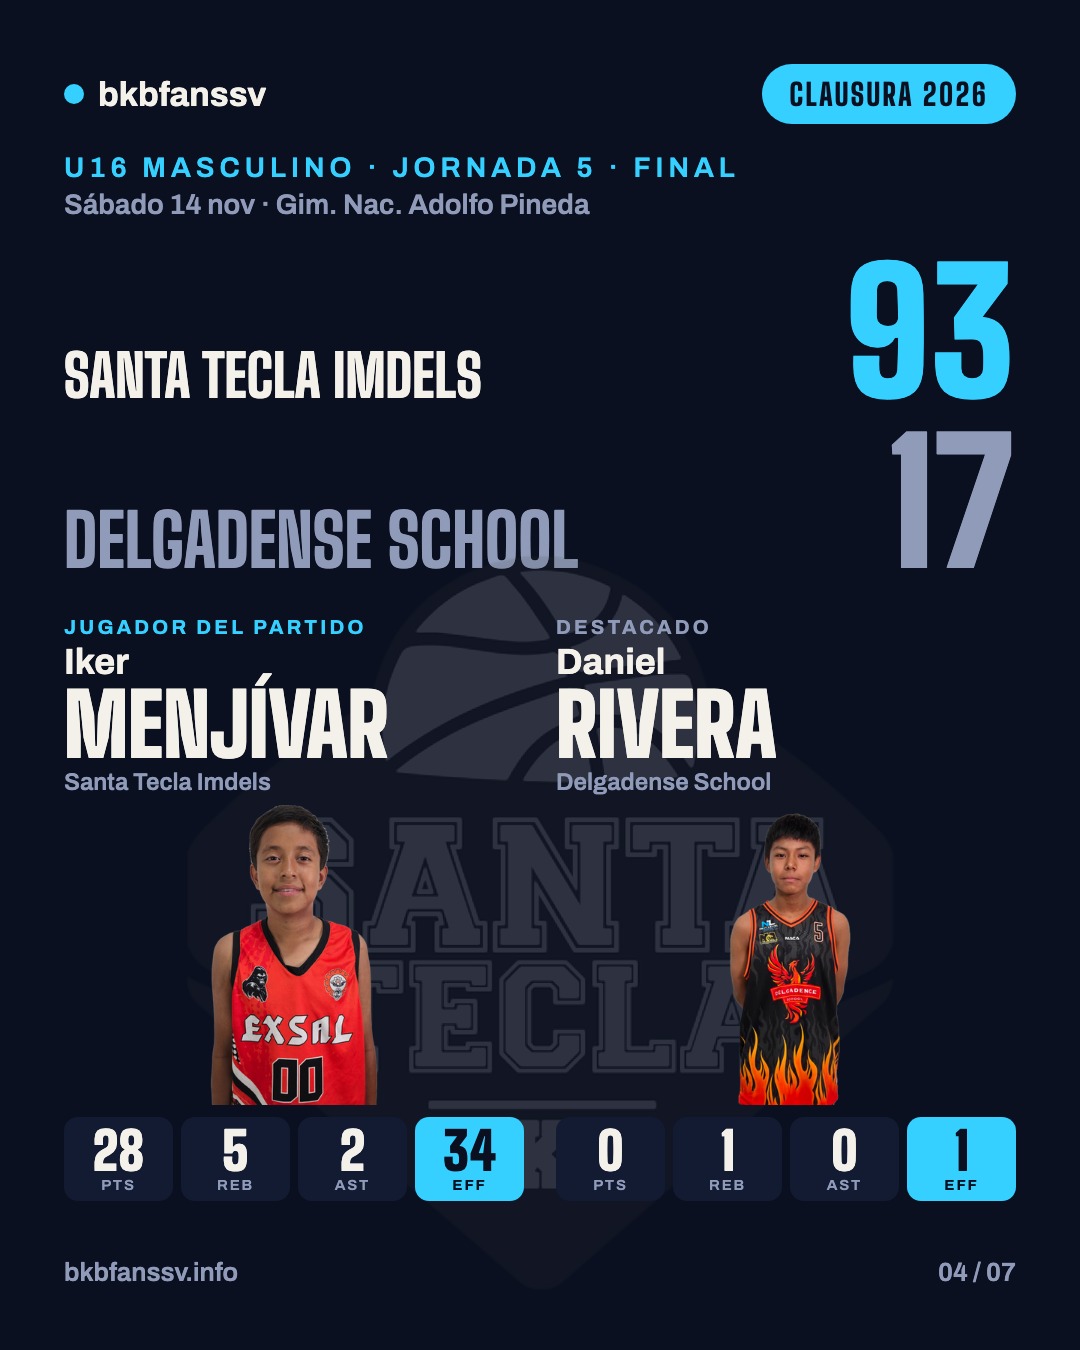 bkbfanssv
CLAUSURA 2026
U16 MASCULINO · JORNADA 5 · FINAL
Sábado 14 nov · Gim. Nac. Adolfo Pineda
93
SANTA TECLA IMDELS
17
DELGADENSE SCHOOL
JUGADOR DEL PARTIDO
Iker
MENJÍVAR
Santa Tecla Imdels
DESTACADO
Daniel
RIVERA
Delgadense School
SANTA
TECLA
EXSAL
00
5
DELGADENCE
28 5 2 34
PTS REB AST EFF
0 1 0 1
PTS REB AST EFF
bkbfanssv.info
04 / 07